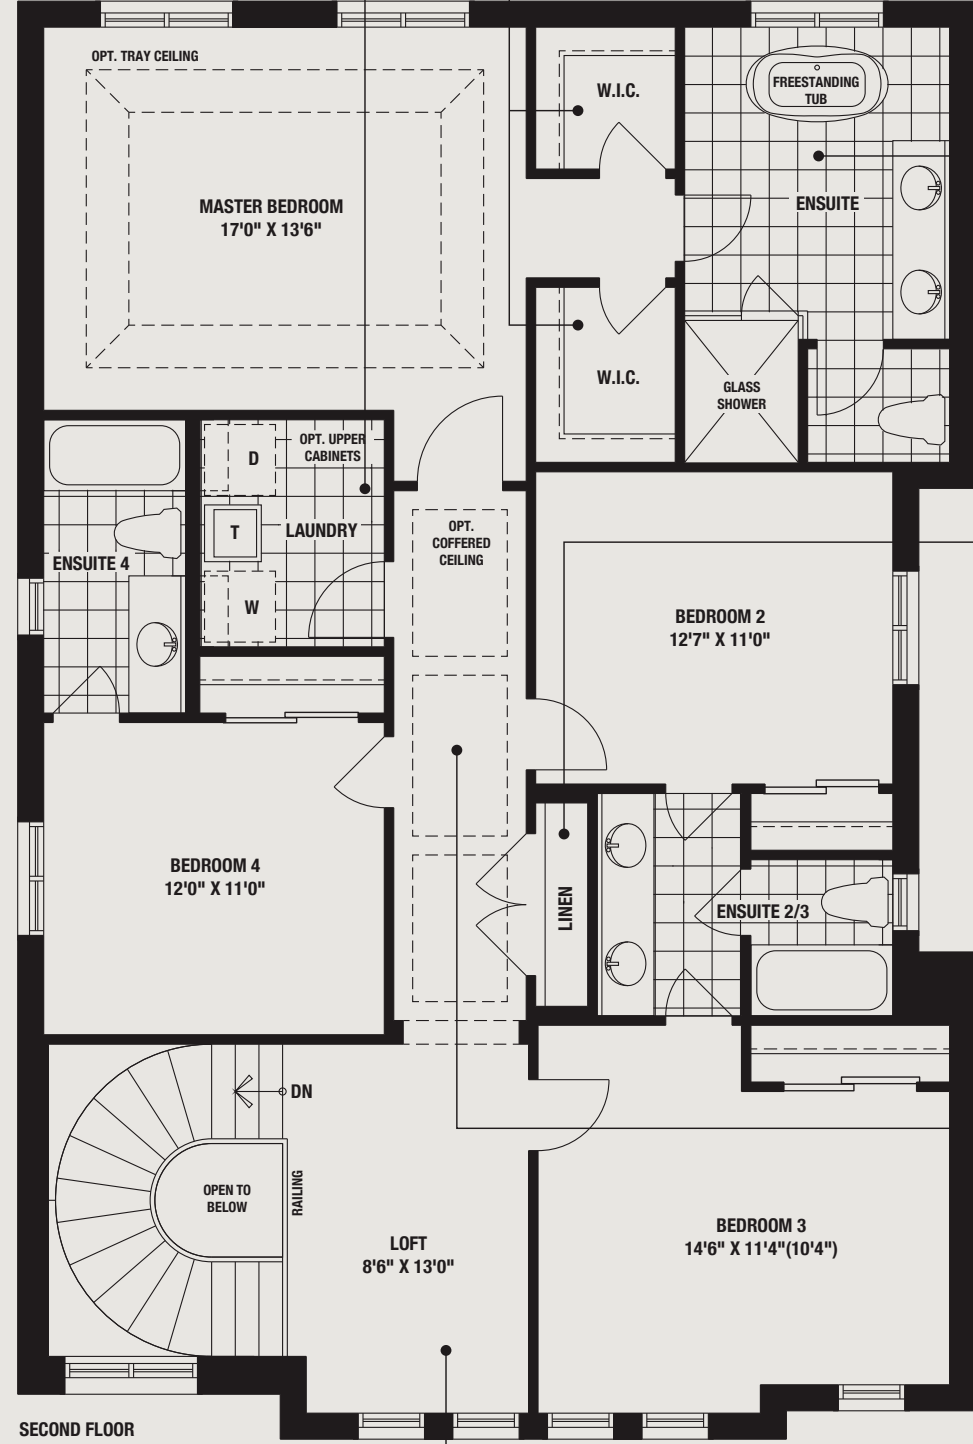 OPT. TRAY CEILING
MASTER BEDROOM
17'0" X 13'6"
W.I.C.
FREESTANDING
TUB
ENSUITE
W.I.C.
GLASS
SHOWER
D
OPT. UPPER
CABINETS
T
LAUNDRY
W
ENSUITE 4
OPT.
COFFERED
CEILING
BEDROOM 2
12'7" X 11'0"
BEDROOM 4
12'0" X 11'0"
LINEN
ENSUITE 2/3
DN
OPEN TO
BELOW
RAILING
LOFT
8'6" X 13'0"
BEDROOM 3
14'6" X 11'4"(10'4")
SECOND FLOOR